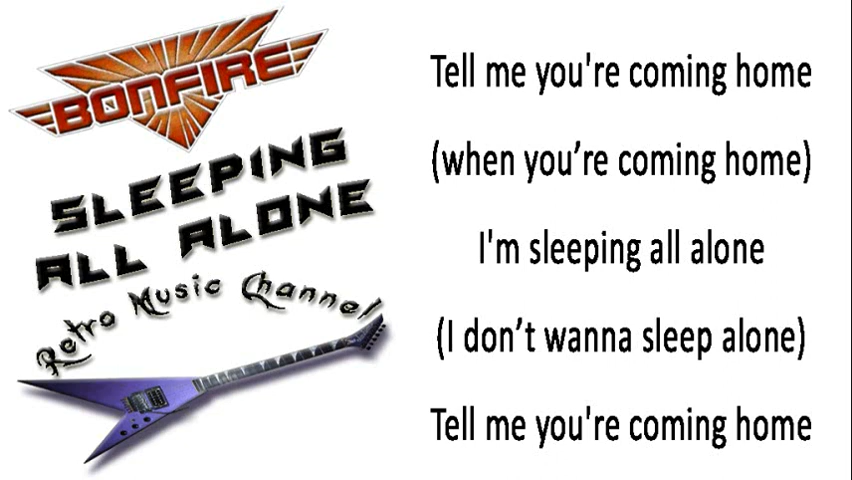 BONFIRE
SLEEPING
ALL ALONE
Retro Music Channel
Tell me you're coming home
(when you’re coming home)
I'm sleeping all alone
(I don’t wanna sleep alone)
Tell me you're coming home